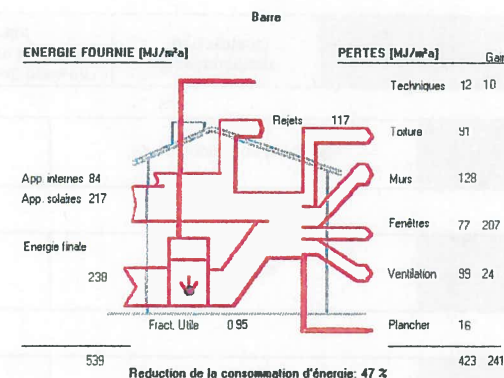 Barre
ENERGIE FOURNIE [MJ/m²a]
PERTES [MJ/m²a] Gain
Techniques 12 10
Rejets 117
Toiture 91
App. internes 84
Murs 128
App. solaires 217
Fenêtres 77 207
Energie finale
238
Ventilation 99 24
Fract. Utile 0.95
Plancher 16
539
423 241
Reduction de la consommation d'énergie: 47 %